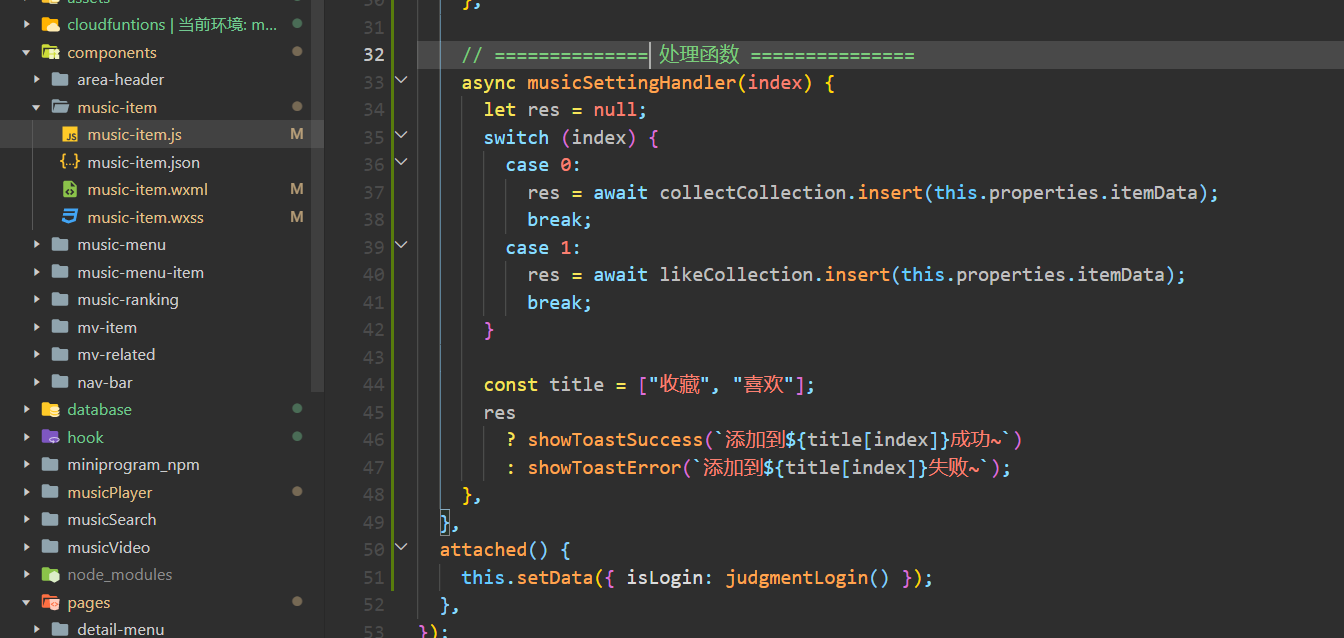 assets
cloudfuntions | 当前环境: m...
components
area-header
music-item
music-item.js M
music-item.json
music-item.wxml M
music-item.wxss M
music-menu
music-menu-item
music-ranking
mv-item
mv-related
nav-bar
database
hook
miniprogram_npm
musicPlayer
musicSearch
musicVideo
node_modules
pages
detail-menu
30 },
31
32 // ============== 处理函数 ===============
33 async musicSettingHandler(index) {
34 let res = null;
35 switch (index) {
36 case 0:
37 res = await collectCollection.insert(this.properties.itemData);
38 break;
39 case 1:
40 res = await likeCollection.insert(this.properties.itemData);
41 break;
42 }
43
44 const title = ["收藏", "喜欢"];
45 res
46 ? showToastSuccess(`添加到${title[index]}成功~`)
47 : showToastError(`添加到${title[index]}失败~`);
48 },
49 },
50 attached() {
51 this.setData({ isLogin: judgmentLogin() });
52 },
53 });